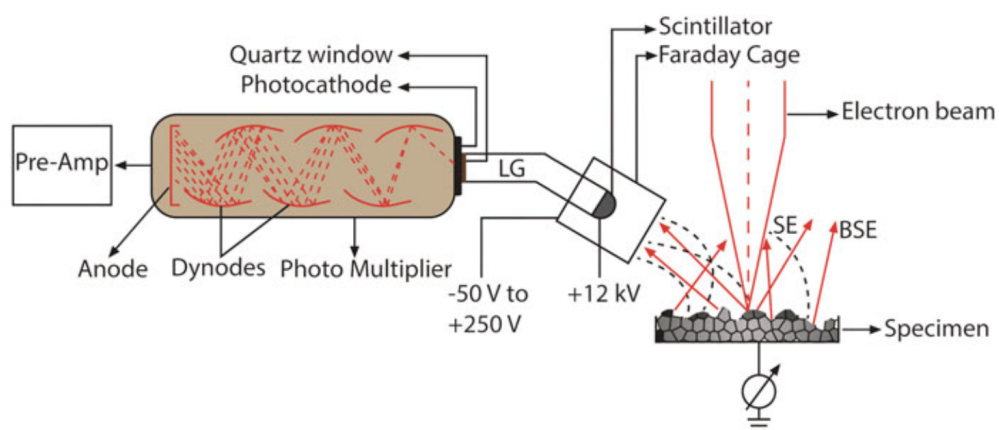 Scintillator
Quartz window
Faraday Cage
Photocathode
Electron beam
Pre-Amp
LG
SE
BSE
Anode
Dynodes
Photo Multiplier
-50 V to
+250 V
+12 kV
Specimen